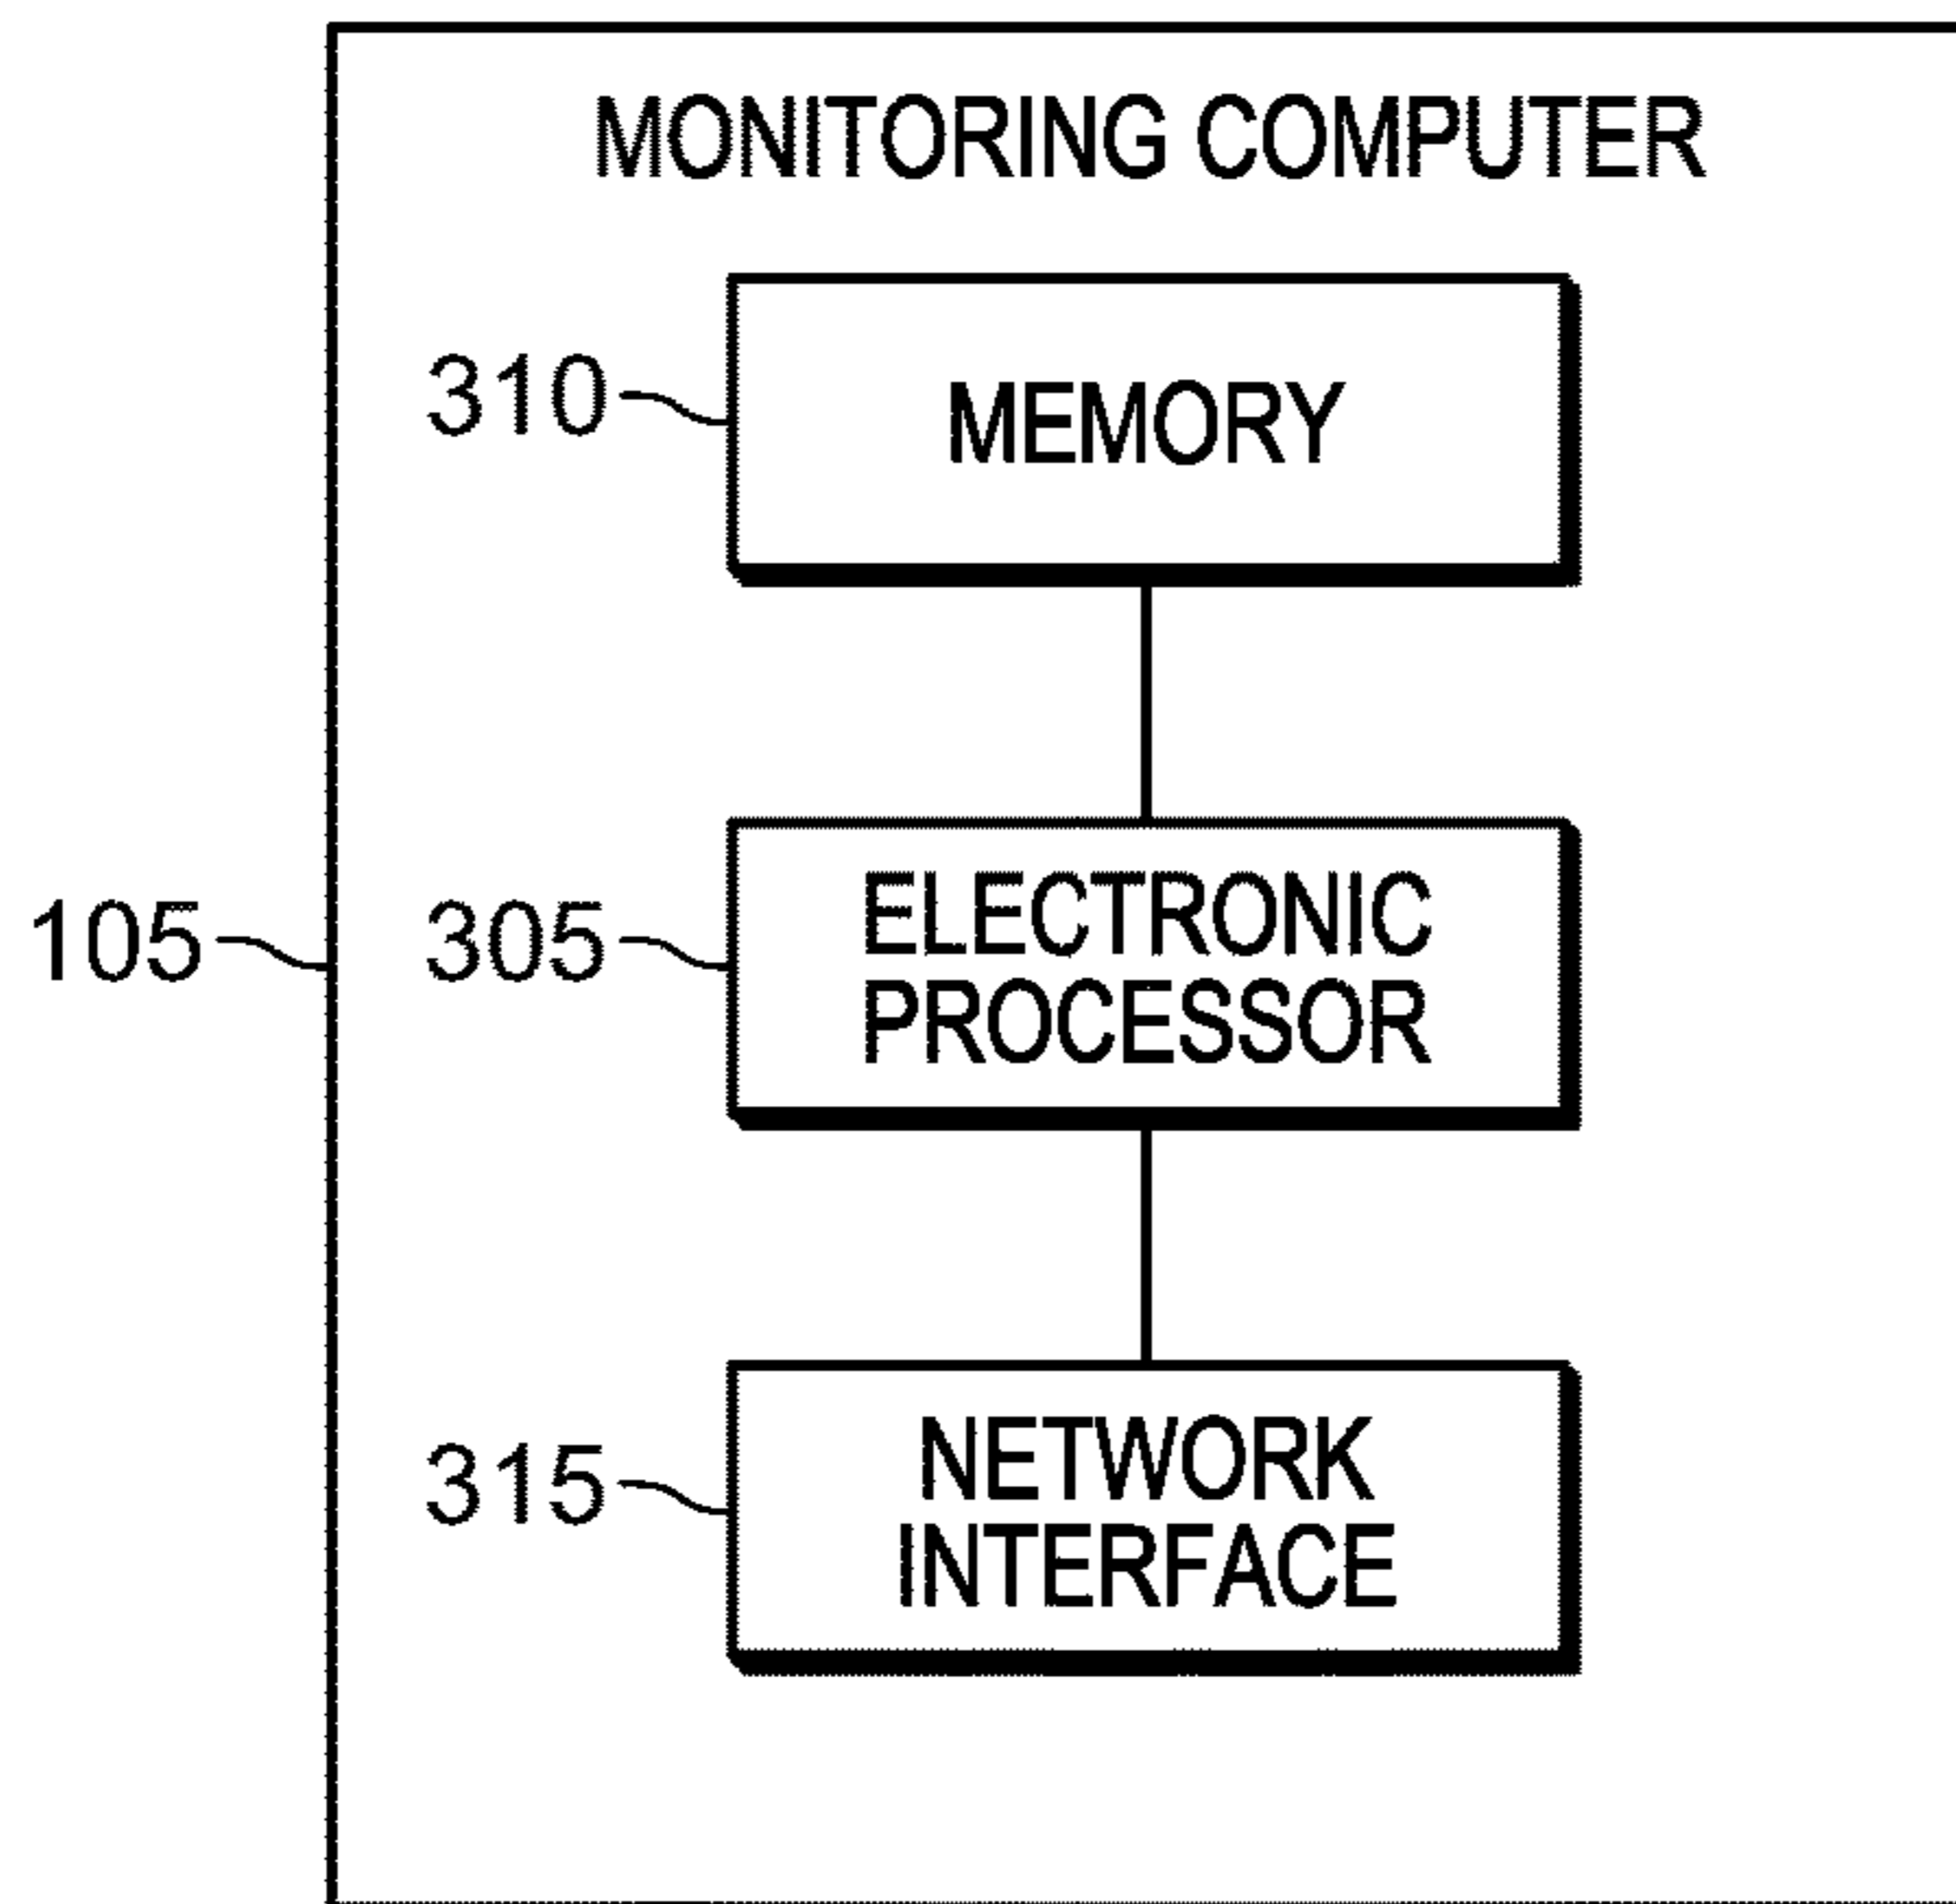 MONITORING COMPUTER
310
MEMORY
105
305
ELECTRONIC
PROCESSOR
315
NETWORK
INTERFACE